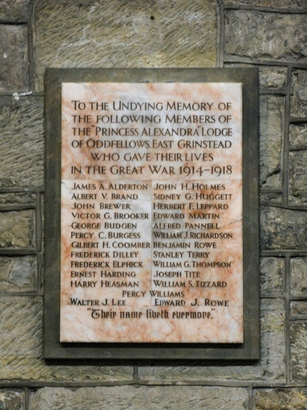 To the Undying Memory of
the following Members of
the "Princess Alexandra" Lodge
of Oddfellows, East Grinstead
who gave their lives
in the Great War 1914-1918
James A. Alderton John H. Holmes
Albert V. Brand Sidney G. Huggett
John Brewer Herbert F. Leppard
Victor G. Brooker Edward Martin
George Budgen Alfred Pannell
Percy C. Burgess William J. Richardson
Gilbert H. Coomber Benjamin Rowe
Frederick Dilley Stanley Terry
Frederick Elphick William G. Thompson
Ernest Harding Joseph Tite
Harry Heasman William S. Tizzard
Percy Williams
Walter J. Lee Edward J. Rowe
"Their name liveth evermore."